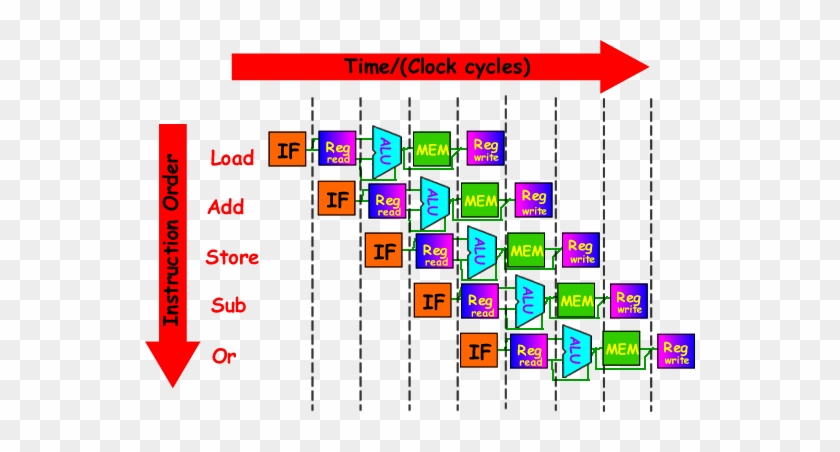 Time/(Clock cycles)
Instruction Order
Load
IF
Reg
read
ALU
MEM
Reg
write
Add
IF
Reg
read
ALU
MEM
Reg
write
Store
IF
Reg
read
ALU
MEM
Reg
write
Sub
IF
Reg
read
ALU
MEM
Reg
write
Or
IF
Reg
read
ALU
MEM
Reg
write